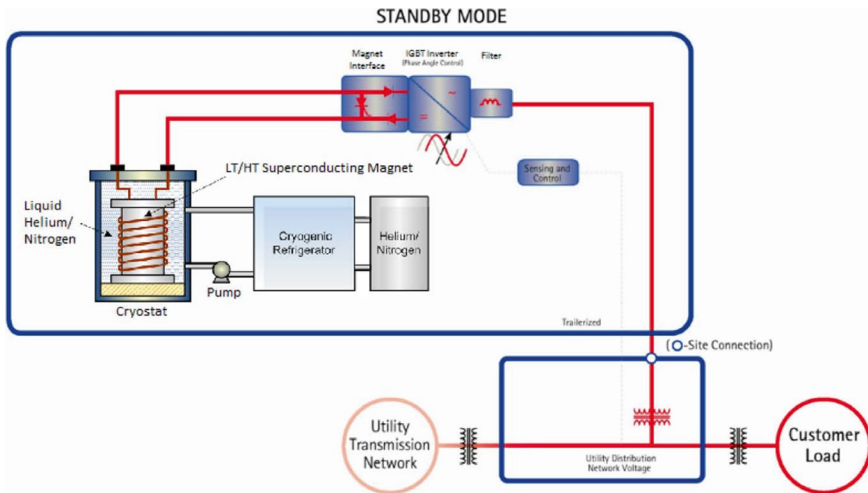 STANDBY MODE
Magnet
Interface
IGBT Inverter
(Phase Angle Control)
Filter
~
=
Sensing and
Control
LT/HT Superconducting Magnet
Liquid
Helium/
Nitrogen
Cryogenic
Refrigerator
Helium/
Nitrogen
Pump
Cryostat
Trailerized
(O-Site Connection)
Utility
Transmission
Network
Utility Distribution
Network Voltage
Customer
Load